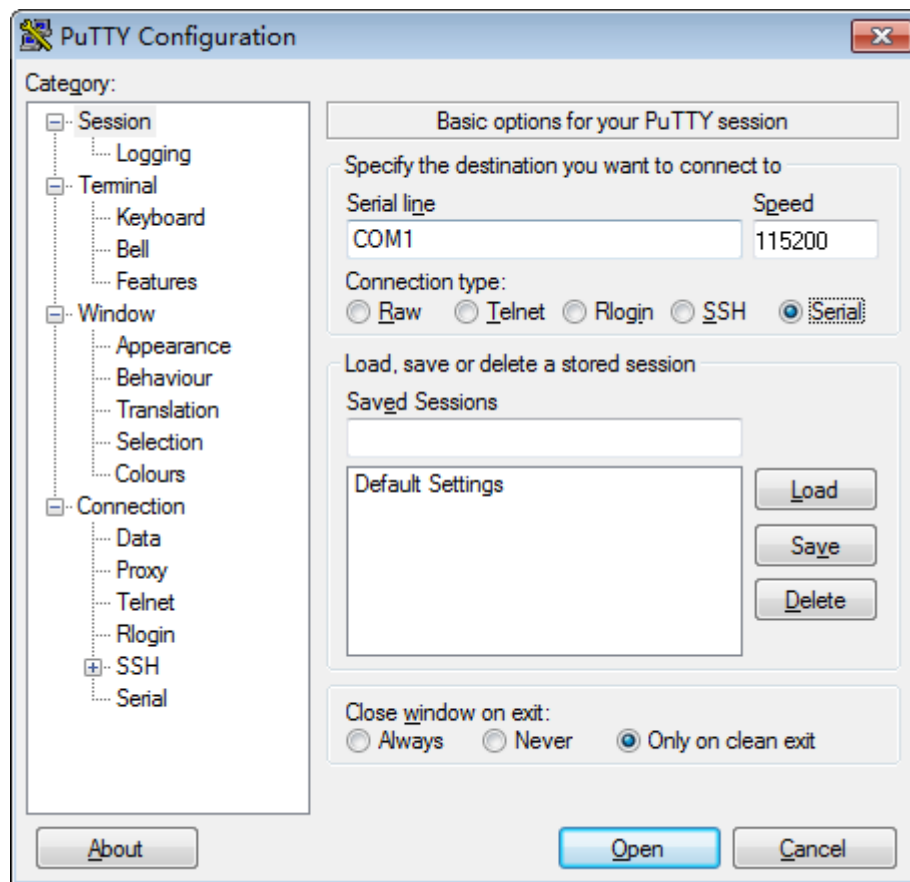 PuTTY Configuration
Category:
Session
Logging
Terminal
Keyboard
Bell
Features
Window
Appearance
Behaviour
Translation
Selection
Colours
Connection
Data
Proxy
Telnet
Rlogin
SSH
Serial
Basic options for your PuTTY session
Specify the destination you want to connect to
Serial line Speed
COM1 115200
Connection type:
Raw Telnet Rlogin SSH Serial
Load, save or delete a stored session
Saved Sessions
Default Settings
Load
Save
Delete
Close window on exit:
Always Never Only on clean exit
About Open Cancel